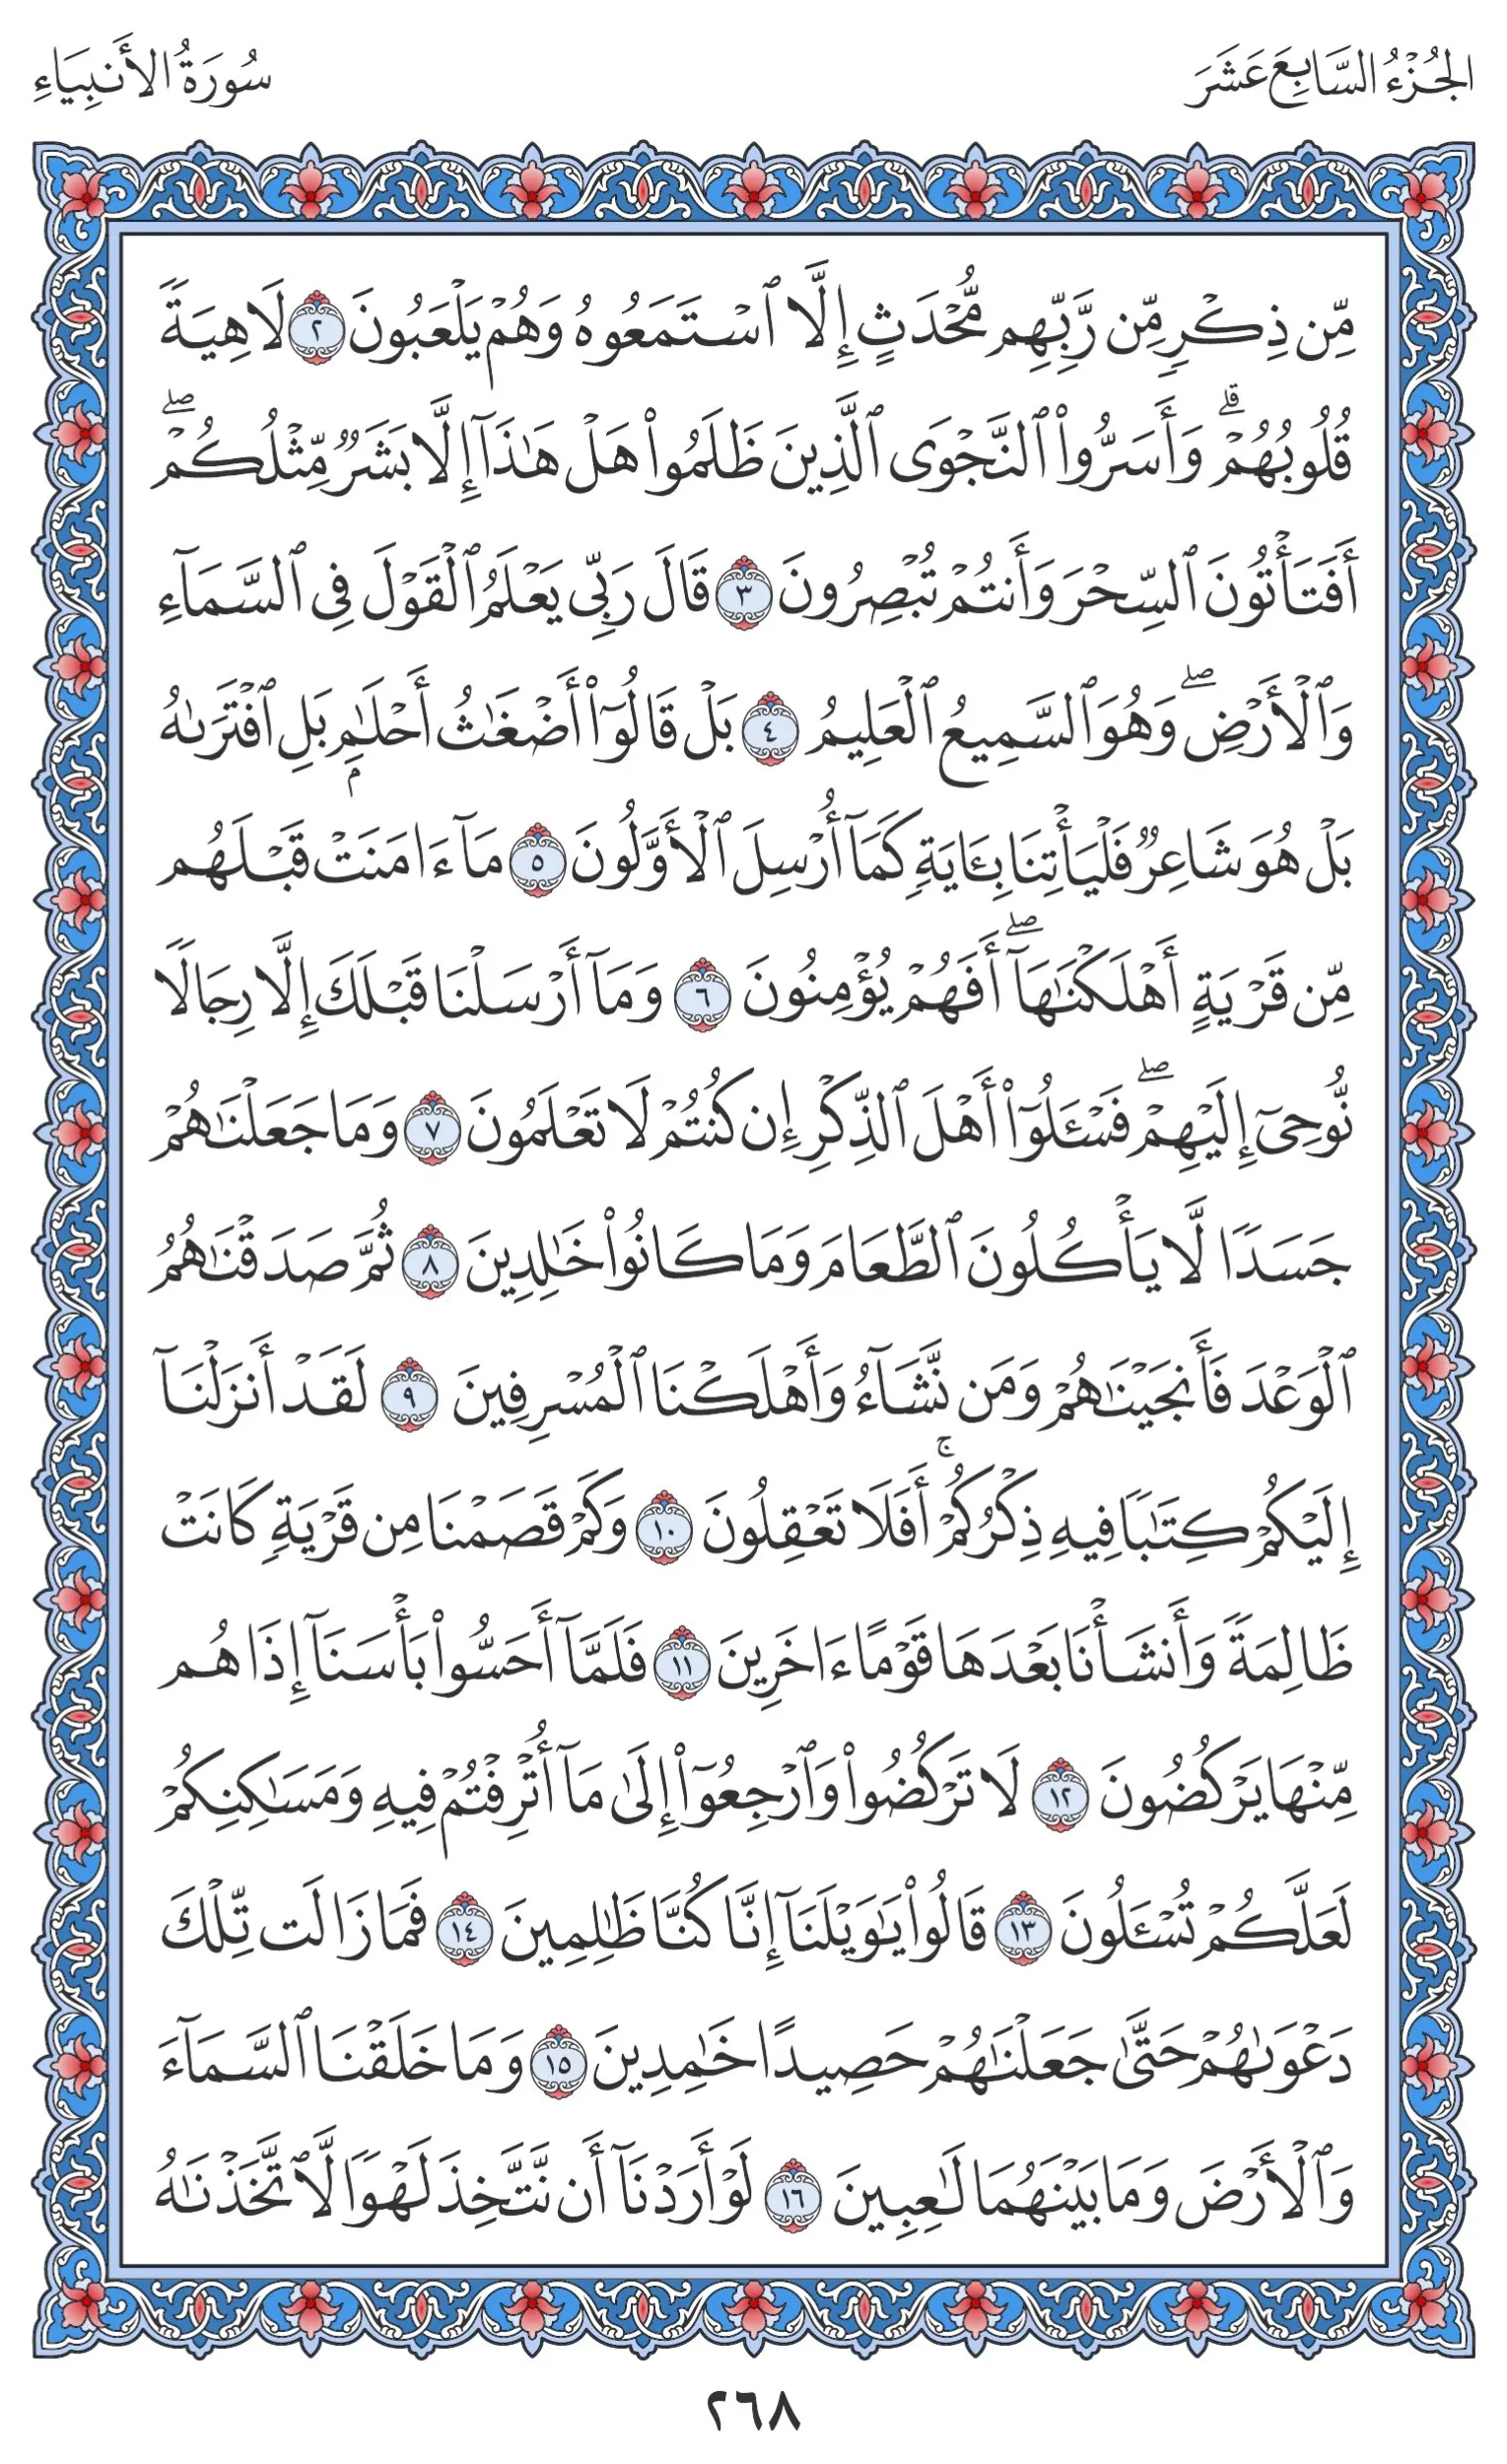 الجُزْءُ السَّابِعَ عَشَرَ
سُورَةُ الأَنبِيَاءِ
مِّن ذِكْرٍ مِّن رَّبِّهِم مُّحْدَثٍ إِلَّا ٱسْتَمَعُوهُ وَهُمْ يَلْعَبُونَ ٢ لَاهِيَةً
قُلُوبُهُمْ ۗ وَأَسَرُّوا۟ ٱلنَّجْوَى ٱلَّذِينَ ظَلَمُوا۟ هَلْ هَـٰذَآ إِلَّا بَشَرٌ مِّثْلُكُمْ ۖ
أَفَتَأْتُونَ ٱلسِّحْرَ وَأَنتُمْ تُبْصِرُونَ ٣ قَالَ رَبِّى يَعْلَمُ ٱلْقَوْلَ فِى ٱلسَّمَآءِ
وَٱلْأَرْضِ ۖ وَهُوَ ٱلسَّمِيعُ ٱلْعَلِيمُ ٤ بَلْ قَالُوٓا۟ أَضْغَـٰثُ أَحْلَـٰمٍۭ بَلِ ٱفْتَرَىٰهُ
بَلْ هُوَ شَاعِرٌ فَلْيَأْتِنَا بِـَٔايَةٍ كَمَآ أُرْسِلَ ٱلْأَوَّلُونَ ٥ مَآ ءَامَنَتْ قَبْلَهُم
مِّن قَرْيَةٍ أَهْلَكْنَـٰهَآ ۖ أَفَهُمْ يُؤْمِنُونَ ٦ وَمَآ أَرْسَلْنَا قَبْلَكَ إِلَّا رِجَالًا
نُّوحِىٓ إِلَيْهِمْ ۖ فَسْـَٔلُوٓا۟ أَهْلَ ٱلذِّكْرِ إِن كُنتُمْ لَا تَعْلَمُونَ ٧ وَمَا جَعَلْنَـٰهُمْ
جَسَدًا لَّا يَأْكُلُونَ ٱلطَّعَامَ وَمَا كَانُوا۟ خَـٰلِدِينَ ٨ ثُمَّ صَدَقْنَـٰهُمُ
ٱلْوَعْدَ فَأَنجَيْنَـٰهُمْ وَمَن نَّشَآءُ وَأَهْلَكْنَا ٱلْمُسْرِفِينَ ٩ لَقَدْ أَنزَلْنَآ
إِلَيْكُمْ كِتَـٰبًا فِيهِ ذِكْرُكُمْ ۚ أَفَلَا تَعْقِلُونَ ١٠ وَكَمْ قَصَمْنَا مِن قَرْيَةٍ كَانَتْ
ظَالِمَةً وَأَنشَأْنَا بَعْدَهَا قَوْمًا ءَاخَرِينَ ١١ فَلَمَّآ أَحَسُّوا۟ بَأْسَنَآ إِذَا هُم
مِّنْهَا يَرْكُضُونَ ١٢ لَا تَرْكُضُوا۟ وَٱرْجِعُوٓا۟ إِلَىٰ مَآ أُتْرِفْتُمْ فِيهِ وَمَسَـٰكِنِكُمْ
لَعَلَّكُمْ تُسْـَٔلُونَ ١٣ قَالُوا۟ يَـٰوَيْلَنَآ إِنَّا كُنَّا ظَـٰلِمِينَ ١٤ فَمَا زَالَت تِّلْكَ
دَعْوَىٰهُمْ حَتَّىٰ جَعَلْنَـٰهُمْ حَصِيدًا خَـٰمِدِينَ ١٥ وَمَا خَلَقْنَا ٱلسَّمَآءَ
وَٱلْأَرْضَ وَمَا بَيْنَهُمَا لَـٰعِبِينَ ١٦ لَوْ أَرَدْنَآ أَن نَّتَّخِذَ لَهْوًا لَّٱتَّخَذْنَـٰهُ
٢٦٨